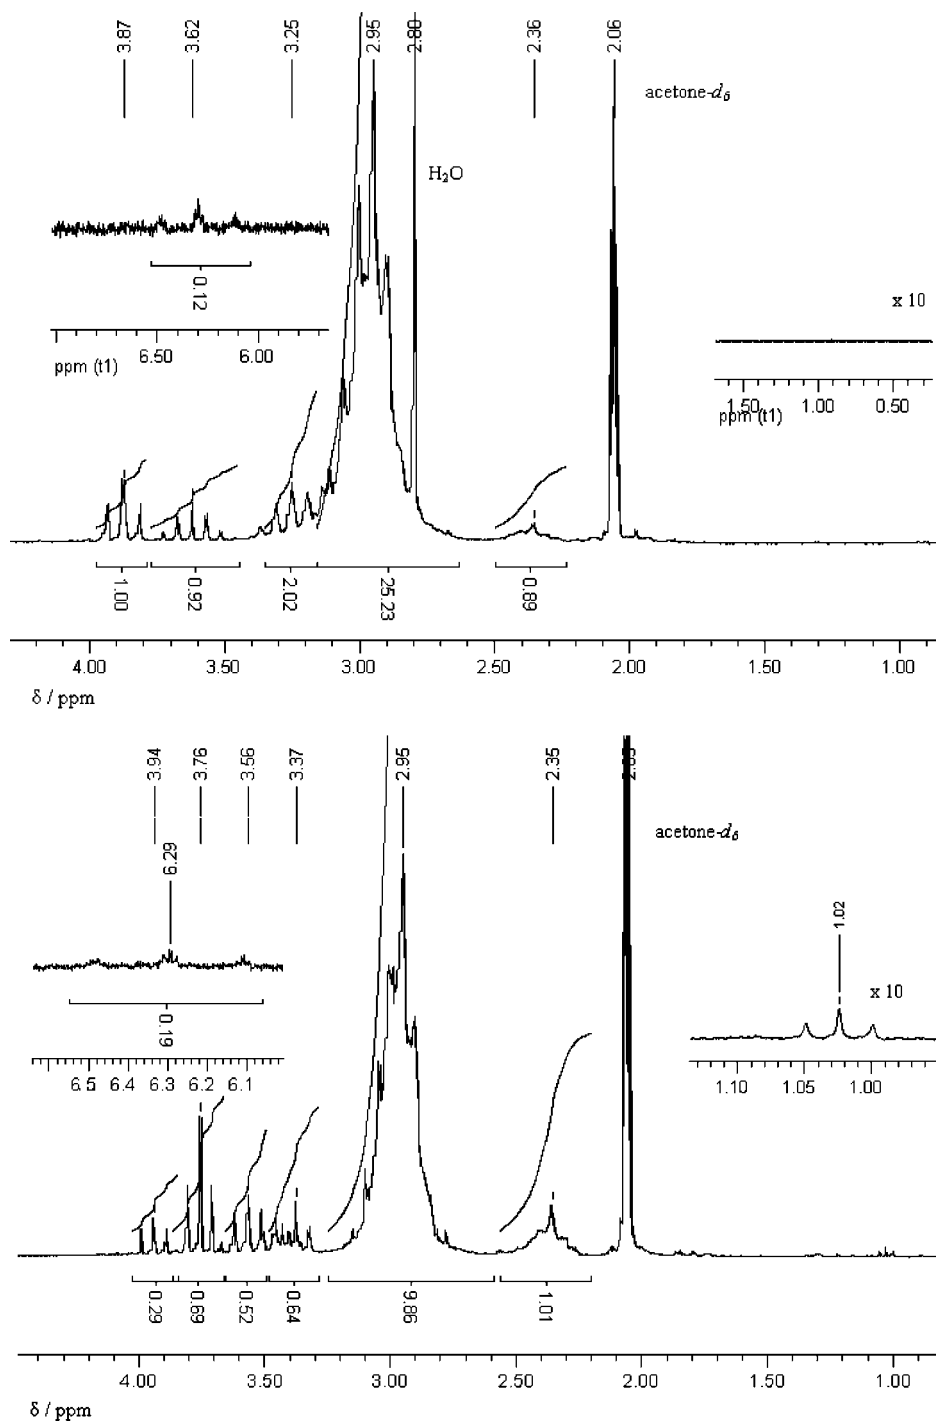 3.87 3.62 3.25 2.95 2.80 2.36 2.06
acetone-d6
H2O
0.12
x 10
6.50 6.00
ppm (t1)
1.50 1.00 0.50
ppm (t1)
1.00 0.92 2.02 25.23 0.89
4.00 3.50 3.00 2.50 2.00 1.50 1.00
δ / ppm
3.94 3.76 3.56 3.37 2.95 2.35
acetone-d6
6.29
1.02
x 10
0.19
6.5 6.4 6.3 6.2 6.1
1.10 1.05 1.00
0.29 0.69 0.52 0.64 9.86 1.01
4.00 3.50 3.00 2.50 2.00 1.50 1.00
δ / ppm